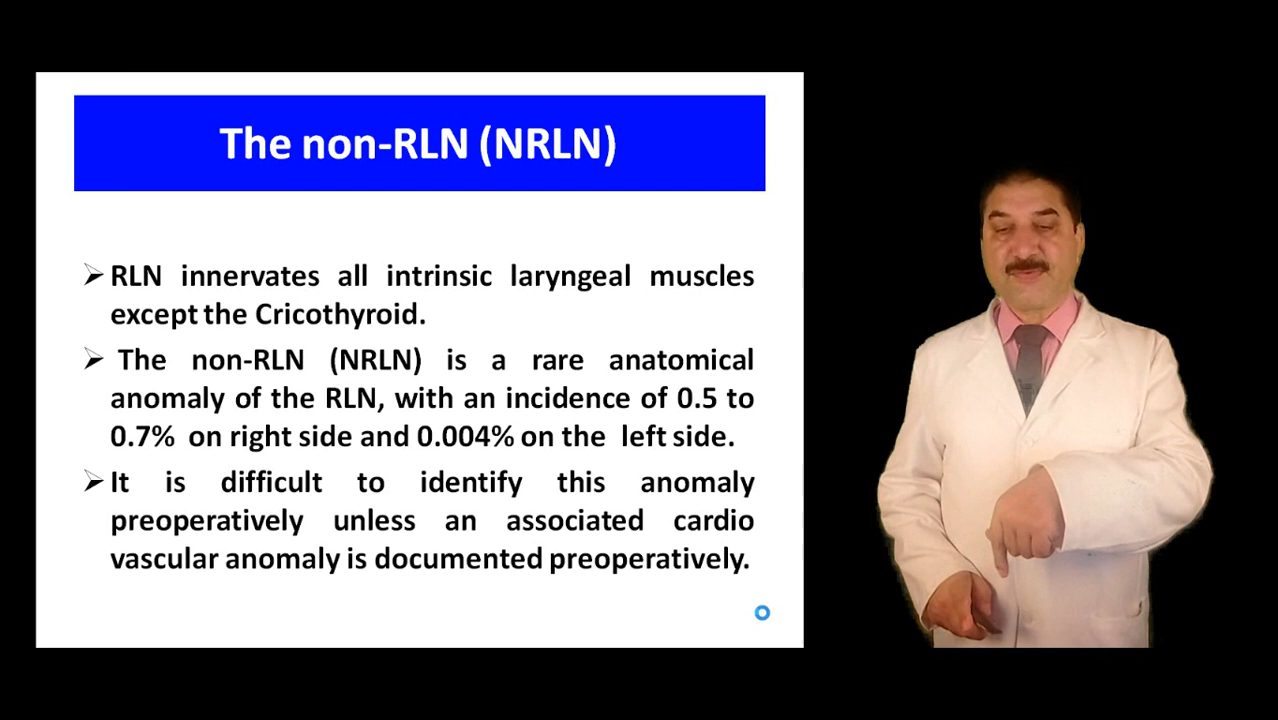 The non-RLN (NRLN)
➢ RLN innervates all intrinsic laryngeal muscles
except the Cricothyroid.
➢ The non-RLN (NRLN) is a rare anatomical
anomaly of the RLN, with an incidence of 0.5 to
0.7% on right side and 0.004% on the left side.
➢ It is difficult to identify this anomaly
preoperatively unless an associated cardio
vascular anomaly is documented preoperatively.